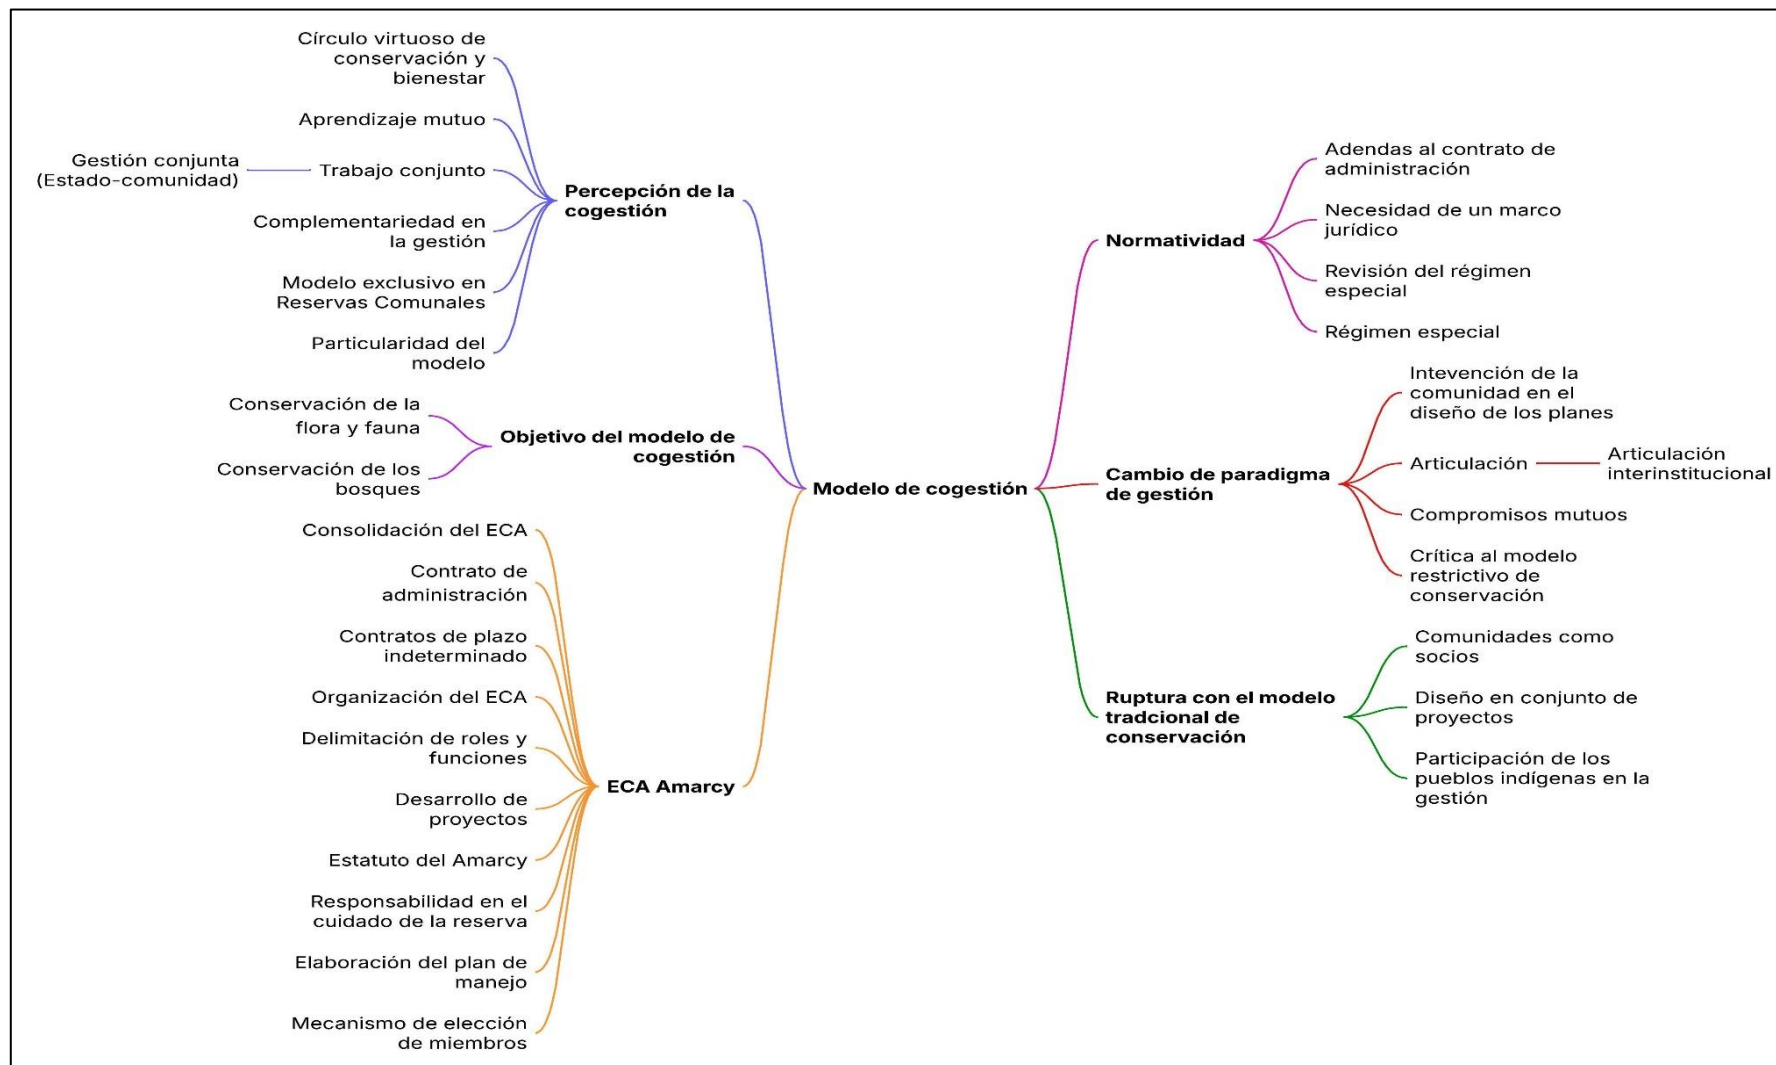 Círculo virtuoso de
conservación y
bienestar
Aprendizaje mutuo
Gestión conjunta
(Estado-comunidad)
Trabajo conjunto
Complementariedad en
la gestión
Modelo exclusivo en
Reservas Comunales
Particularidad del
modelo
Percepción de la
cogestión
Conservación de la
flora y fauna
Conservación de los
bosques
Objetivo del modelo de
cogestión
Consolidación del ECA
Contrato de
administración
Contratos de plazo
indeterminado
Organización del ECA
Delimitación de roles y
funciones
Desarrollo de
proyectos
Estatuto del Amarcy
Responsabilidad en el
cuidado de la reserva
Elaboración del plan de
manejo
Mecanismo de elección
de miembros
ECA Amarcy
Modelo de cogestión
Normatividad
Adendas al contrato de
administración
Necesidad de un marco
jurídico
Revisión del régimen
especial
Régimen especial
Cambio de paradigma
de gestión
Intevención de la
comunidad en el
diseño de los planes
Articulación
Articulación
interinstitucional
Compromisos mutuos
Crítica al modelo
restrictivo de
conservación
Ruptura con el modelo
tradcional de
conservación
Comunidades como
socios
Diseño en conjunto de
proyectos
Participación de los
pueblos indígenas en la
gestión